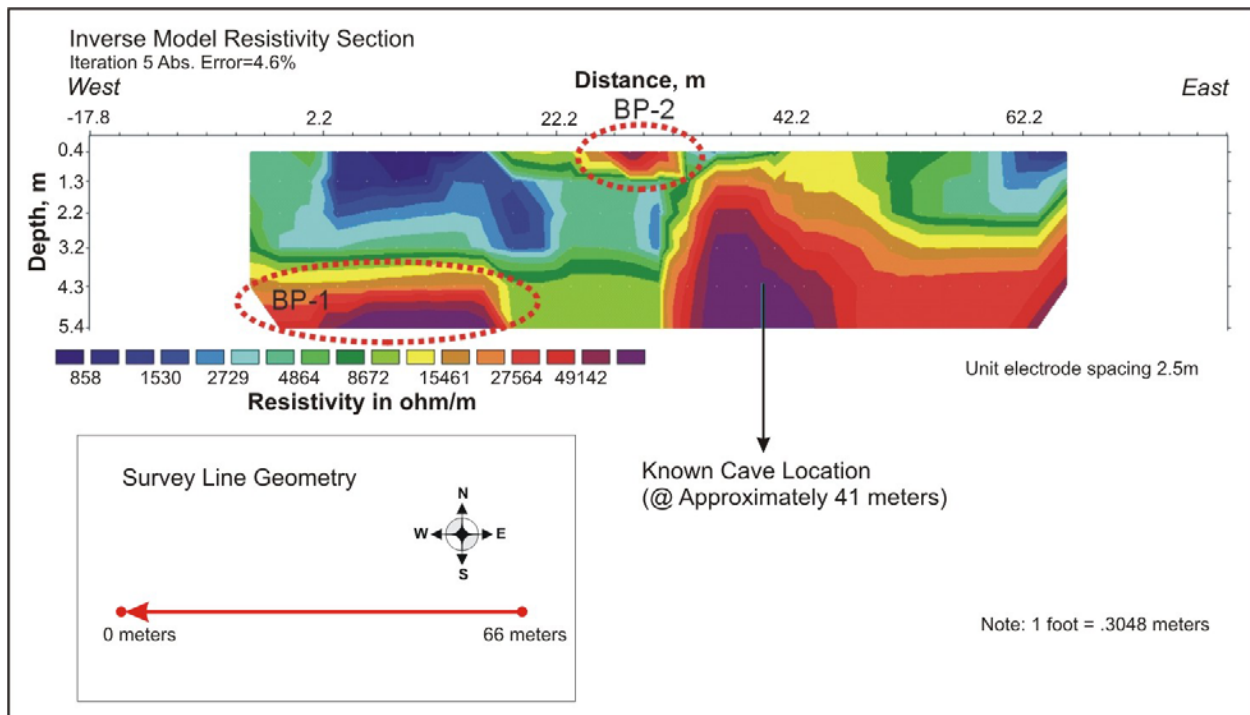 Inverse Model Resistivity Section
Iteration 5 Abs. Error=4.6%
West
Distance, m
East
-17.8 2.2 22.2 42.2 62.2
BP-2
0.4
1.3
2.2
3.2
4.3
5.4
Depth, m
BP-1
858 1530 2729 4864 8672 15461 27564 49142
Resistivity in ohm/m
Unit electrode spacing 2.5m
Known Cave Location
(@ Approximately 41 meters)
Survey Line Geometry
N
W E
S
0 meters 66 meters
Note: 1 foot = .3048 meters